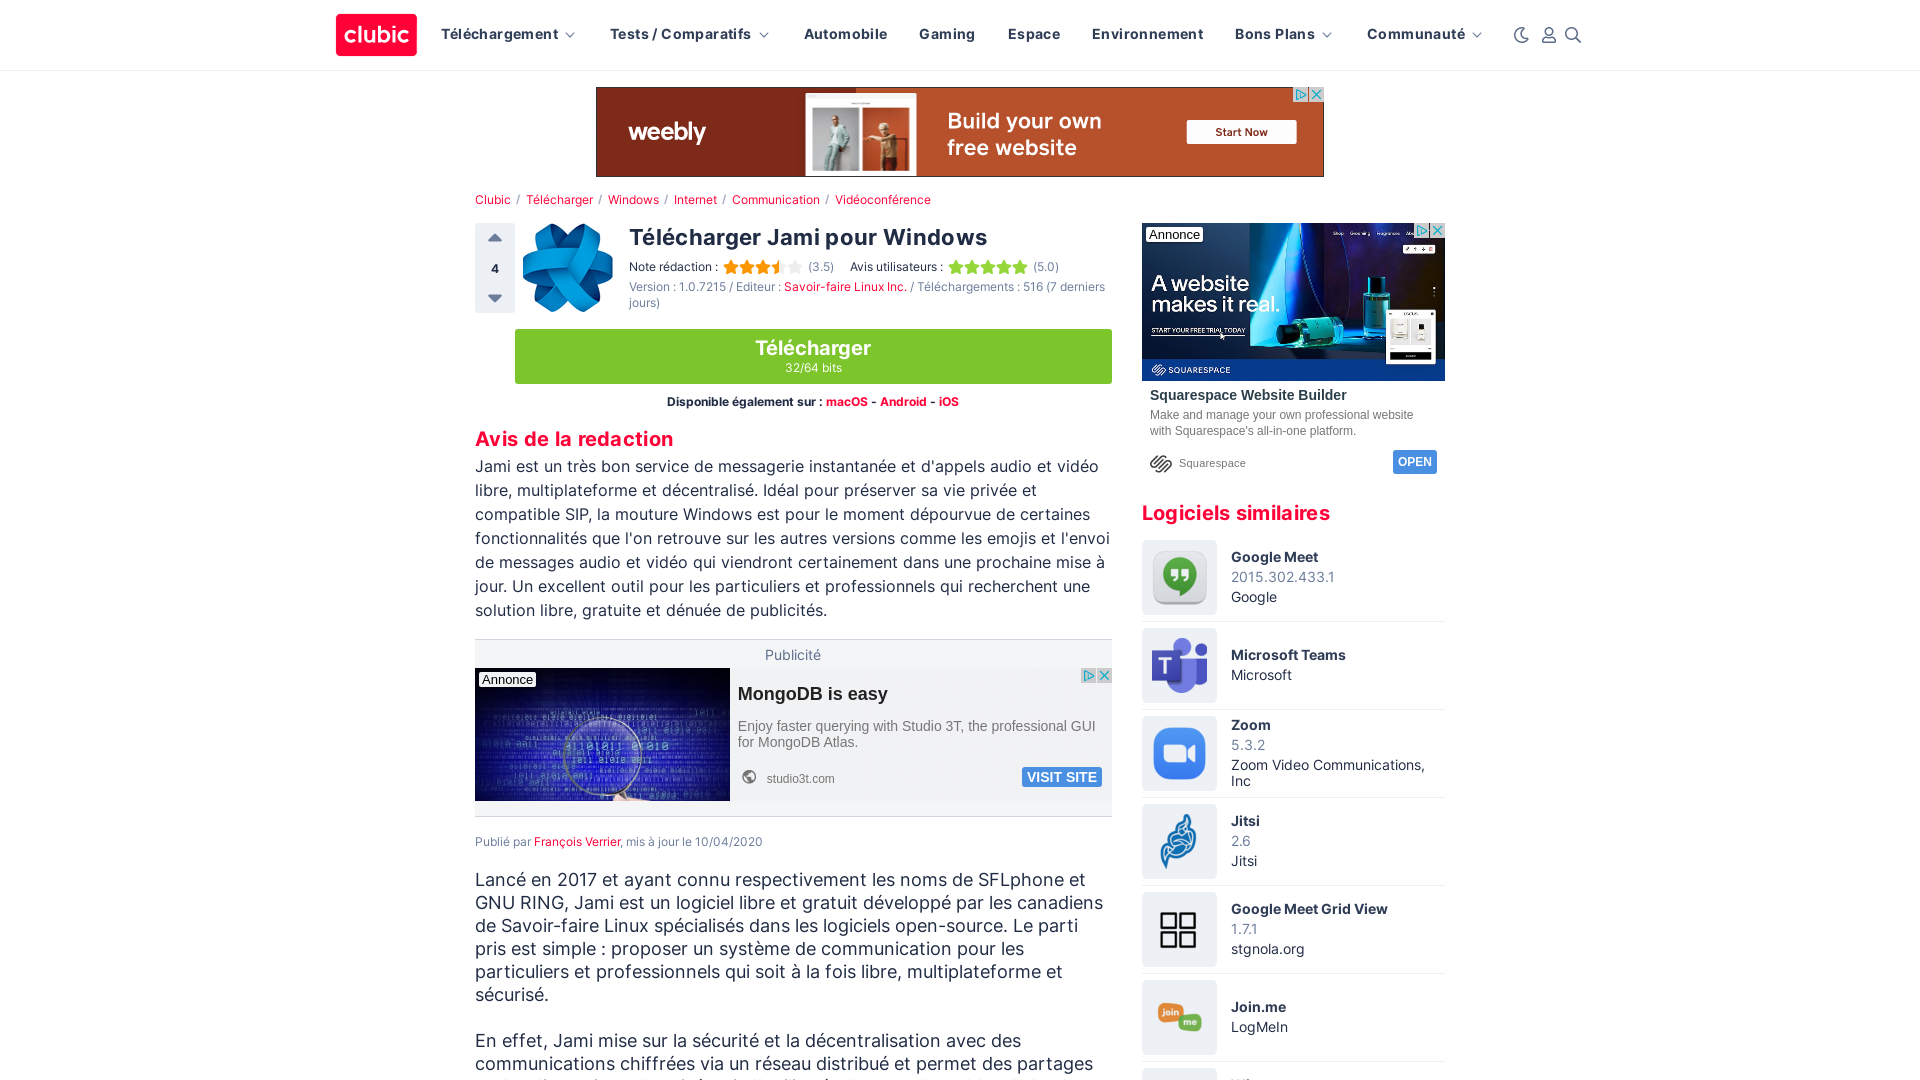 clubic
Téléchargement
Tests / Comparatifs
Automobile
Gaming
Espace
Environnement
Bons Plans
Communauté
weebly
Build your own
free website
Start Now
Clubic / Télécharger / Windows / Internet / Communication / Vidéoconférence
4
Télécharger Jami pour Windows
Note rédaction : (3.5) Avis utilisateurs : (5.0)
Version : 1.0.7215 / Editeur : Savoir-faire Linux Inc. / Téléchargements : 516 (7 derniers
jours)
Télécharger
32/64 bits
Disponible également sur : macOS - Android - iOS
Avis de la redaction
Jami est un très bon service de messagerie instantanée et d'appels audio et vidéo
libre, multiplateforme et décentralisé. Idéal pour préserver sa vie privée et
compatible SIP, la mouture Windows est pour le moment dépourvue de certaines
fonctionnalités que l'on retrouve sur les autres versions comme les emojis et l'envoi
de messages audio et vidéo qui viendront certainement dans une prochaine mise à
jour. Un excellent outil pour les particuliers et professionnels qui recherchent une
solution libre, gratuite et dénuée de publicités.
Publicité
Annonce
MongoDB is easy
Enjoy faster querying with Studio 3T, the professional GUI
for MongoDB Atlas.
studio3t.com
VISIT SITE
Publié par François Verrier, mis à jour le 10/04/2020
Lancé en 2017 et ayant connu respectivement les noms de SFLphone et
GNU RING, Jami est un logiciel libre et gratuit développé par les canadiens
de Savoir-faire Linux spécialisés dans les logiciels open-source. Le parti
pris est simple : proposer un système de communication pour les
particuliers et professionnels qui soit à la fois libre, multiplateforme et
sécurisé.
En effet, Jami mise sur la sécurité et la décentralisation avec des
communications chiffrées via un réseau distribué et permet des partages
Annonce
A website
makes it real.
START YOUR FREE TRIAL TODAY
SQUARESPACE
Squarespace Website Builder
Make and manage your own professional website
with Squarespace's all-in-one platform.
Squarespace
OPEN
Logiciels similaires
Google Meet
2015.302.433.1
Google
Microsoft Teams
Microsoft
Zoom
5.3.2
Zoom Video Communications,
Inc
Jitsi
2.6
Jitsi
Google Meet Grid View
1.7.1
stgnola.org
join
me
Join.me
LogMeIn